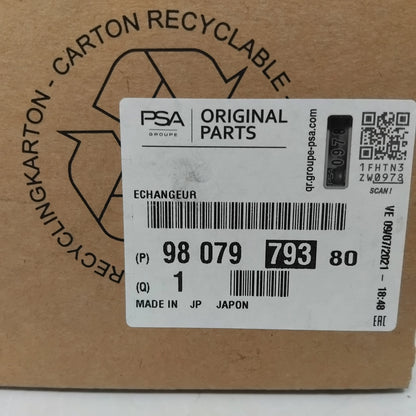 - CARTON RECYCLABLE -
RECYCLINGKARTON
PSA
GROUPE
ORIGINAL
PARTS
qr.groupe-psa.com
0978
1FHTN3
ZW0978
SCAN!
ECHANGEUR
(P) 98 079 793 80
(Q) 1
MADE IN JP JAPON
VE 09/07/2021 - 18:48
EAC